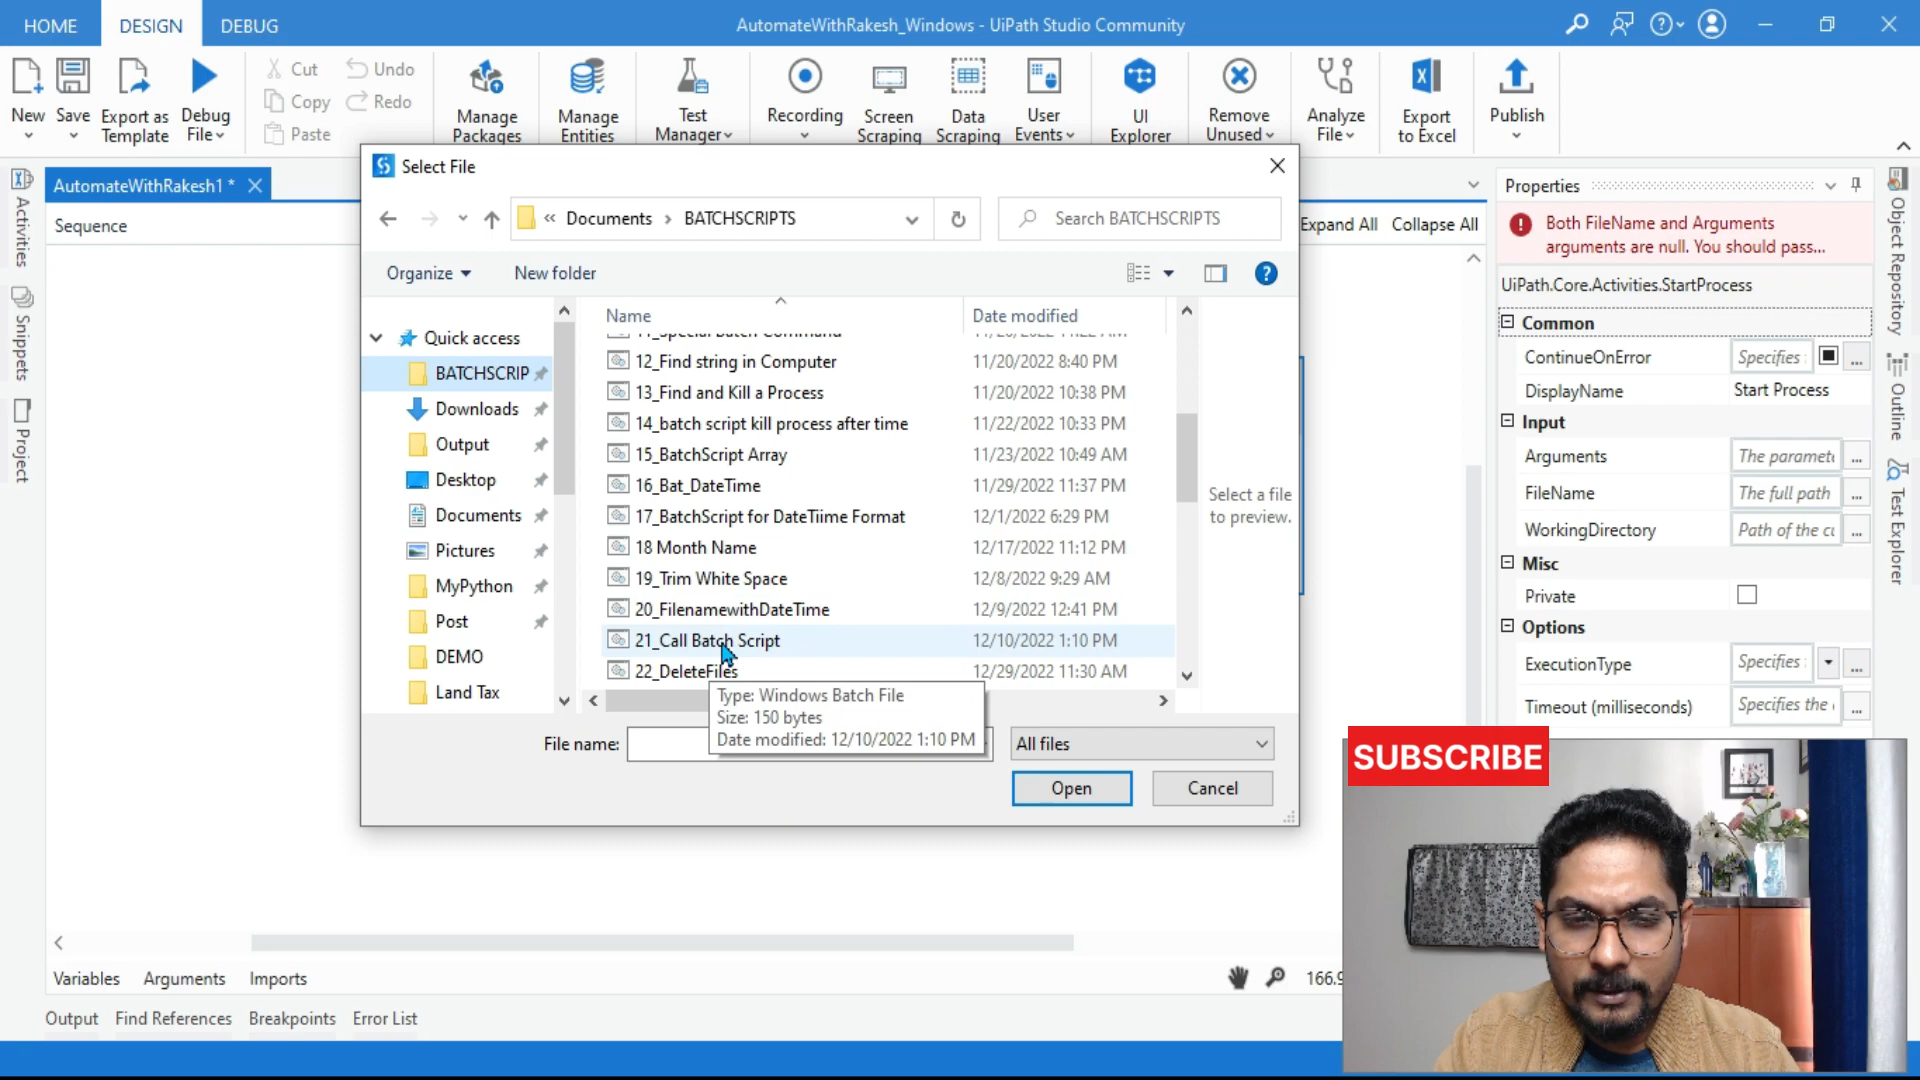 HOME
DESIGN
DEBUG
AutomateWithRakesh_Windows - UiPath Studio Community
New
Save
Export as
Template
Debug
File
Cut
Copy
Paste
Undo
Redo
Manage
Packages
Manage
Entities
Test
Manager
Recording
Screen
Scraping
Data
Scraping
User
Events
UI
Explorer
Remove
Unused
Analyze
File
Export
to Excel
Publish
Activities
Snippets
Project
AutomateWithRakesh1 *
Sequence
Expand All
Collapse All
Select File
« Documents > BATCHSCRIPTS
Search BATCHSCRIPTS
Organize
New folder
Quick access
BATCHSCRIP
Downloads
Output
Desktop
Documents
Pictures
MyPython
Post
DEMO
Land Tax
Name
Date modified
11_Special Batch Command
12_Find string in Computer 11/20/2022 8:40 PM
13_Find and Kill a Process 11/20/2022 10:38 PM
14_batch script kill process after time 11/22/2022 10:33 PM
15_BatchScript Array 11/23/2022 10:49 AM
16_Bat_DateTime 11/29/2022 11:37 PM
17_BatchScript for DateTiime Format 12/1/2022 6:29 PM
18 Month Name 12/17/2022 11:12 PM
19_Trim White Space 12/8/2022 9:29 AM
20_FilenamewithDateTime 12/9/2022 12:41 PM
21_Call Batch Script 12/10/2022 1:10 PM
22_DeleteFiles 12/29/2022 11:30 AM
Type: Windows Batch File
Size: 150 bytes
Date modified: 12/10/2022 1:10 PM
Select a file
to preview.
File name:
All files
Open
Cancel
Properties
Both FileName and Arguments
arguments are null. You should pass...
UiPath.Core.Activities.StartProcess
Common
ContinueOnError Specifies
DisplayName Start Process
Input
Arguments The paramete
FileName The full path
WorkingDirectory Path of the cu
Misc
Private
Options
ExecutionType Specifies
Timeout (milliseconds) Specifies the
Object Repository
Outline
Test Explorer
SUBSCRIBE
Variables
Arguments
Imports
166.9
Output
Find References
Breakpoints
Error List